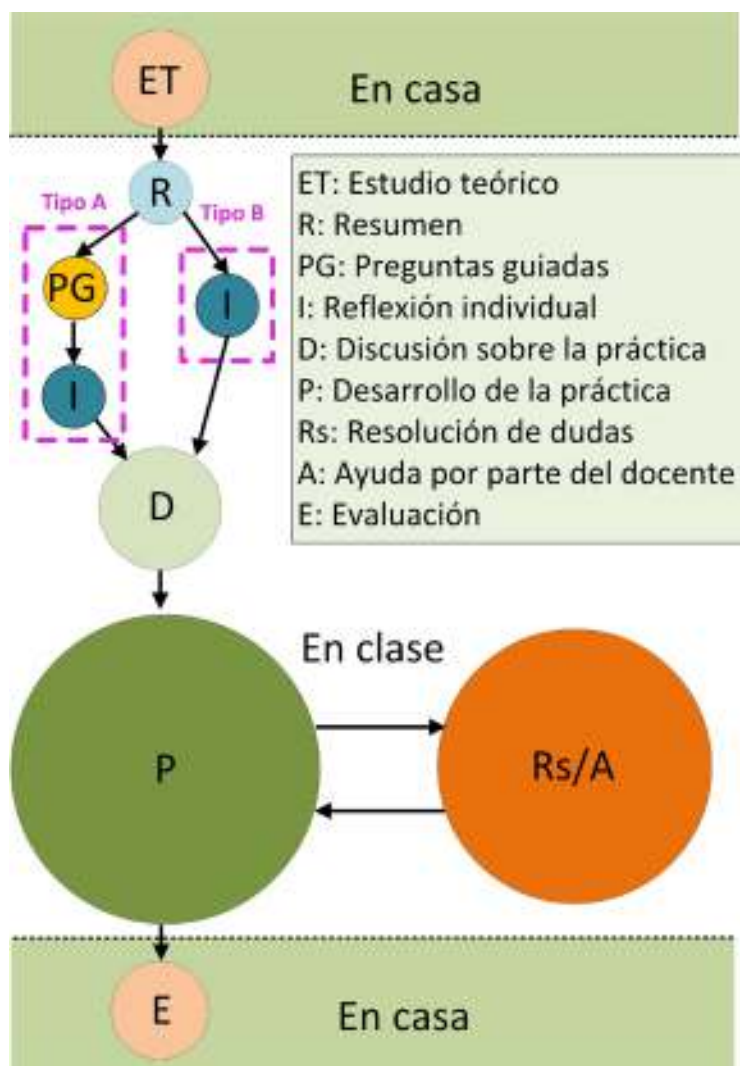 ET
En casa
R
Tipo A
Tipo B
PG
I
I
D
ET: Estudio teórico
R: Resumen
PG: Preguntas guiadas
I: Reflexión individual
D: Discusión sobre la práctica
P: Desarrollo de la práctica
Rs: Resolución de dudas
A: Ayuda por parte del docente
E: Evaluación
En clase
P
Rs/A
E
En casa